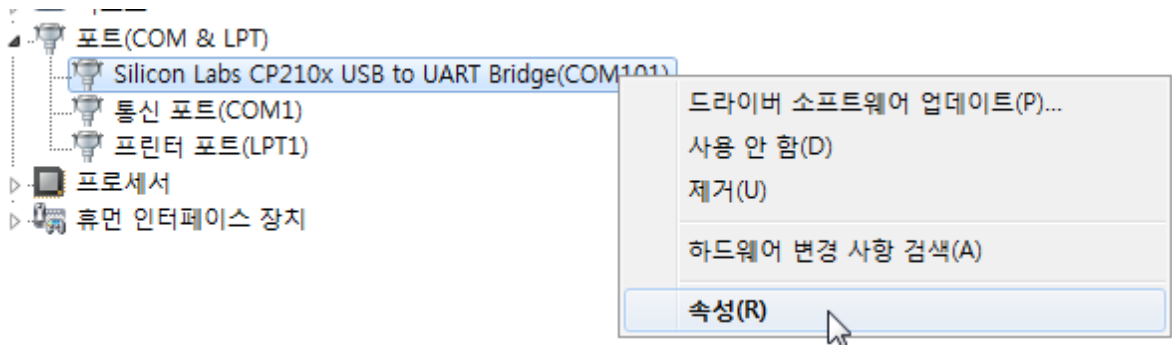 포트(COM & LPT)
Silicon Labs CP210x USB to UART Bridge(COM101)
통신 포트(COM1)
프린터 포트(LPT1)
프로세서
휴먼 인터페이스 장치
드라이버 소프트웨어 업데이트(P)...
사용 안 함(D)
제거(U)
하드웨어 변경 사항 검색(A)
속성(R)